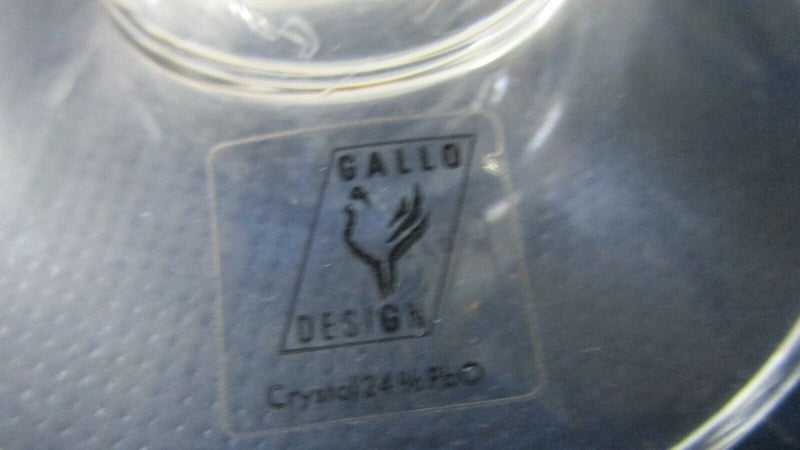 GALLO
DESIGN
Crystal 24% PbO